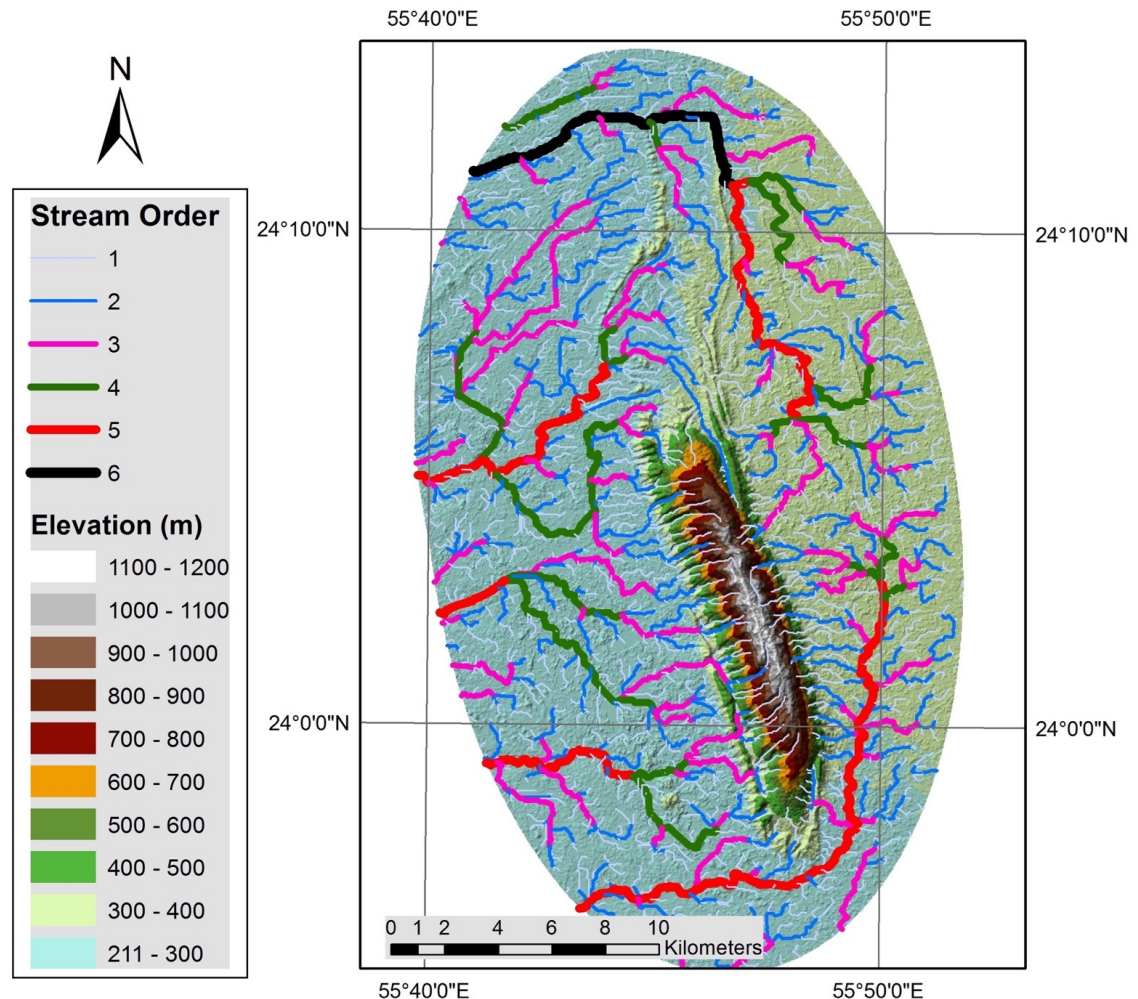 55°40'0"E 55°50'0"E
N
Stream Order
1
2
3
4
5
6
Elevation (m)
1100 - 1200
1000 - 1100
900 - 1000
800 - 900
700 - 800
600 - 700
500 - 600
400 - 500
300 - 400
211 - 300
24°10'0"N 24°10'0"N
24°0'0"N 24°0'0"N
0 1 2 4 6 8 10
Kilometers
55°40'0"E 55°50'0"E